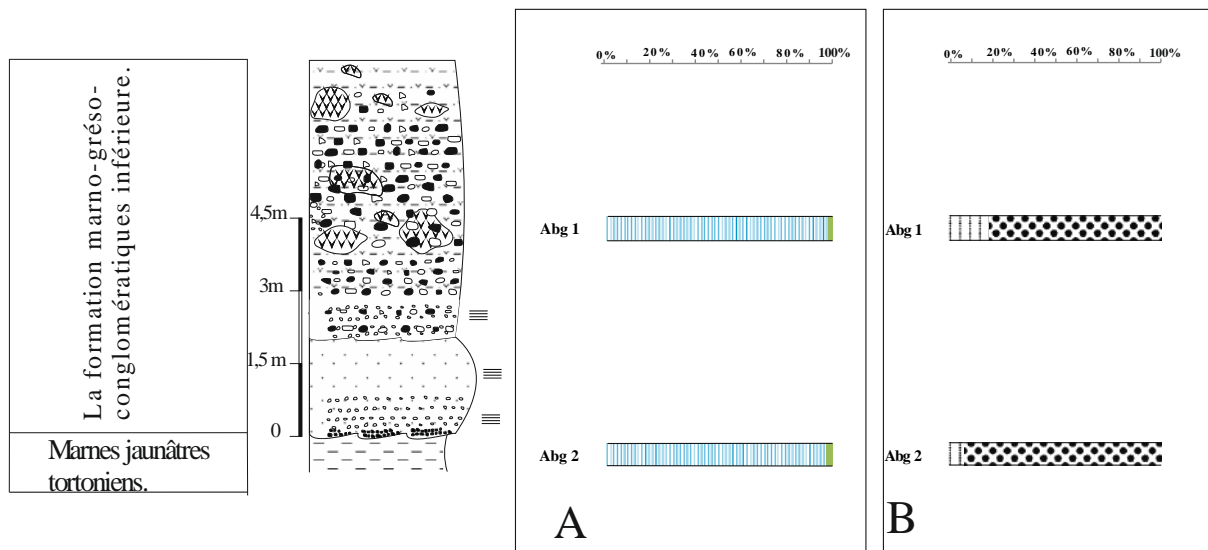 La formation marno-gréso-
conglomératiques inférieure.
Marnes jaunâtres
tortoniens.
4,5m
3m
1,5m
0
0% 20% 40% 60% 80% 100%
Abg 1
Abg 2
A
0% 20% 40% 60% 80% 100%
Abg 1
Abg 2
B